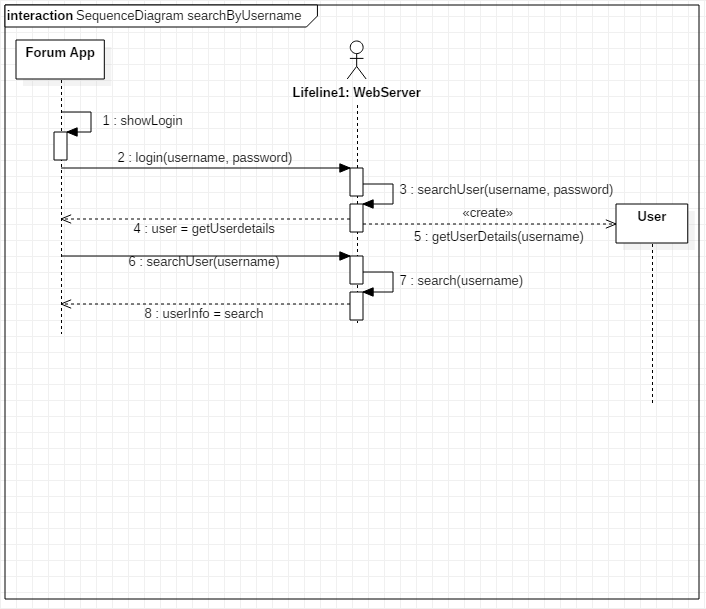 interaction SequenceDiagram searchByUsername
Forum App
Lifeline1: WebServer
1 : showLogin
2 : login(username, password)
3 : searchUser(username, password)
«create»
User
4 : user = getUserdetails
5 : getUserDetails(username)
6 : searchUser(username)
7 : search(username)
8 : userInfo = search